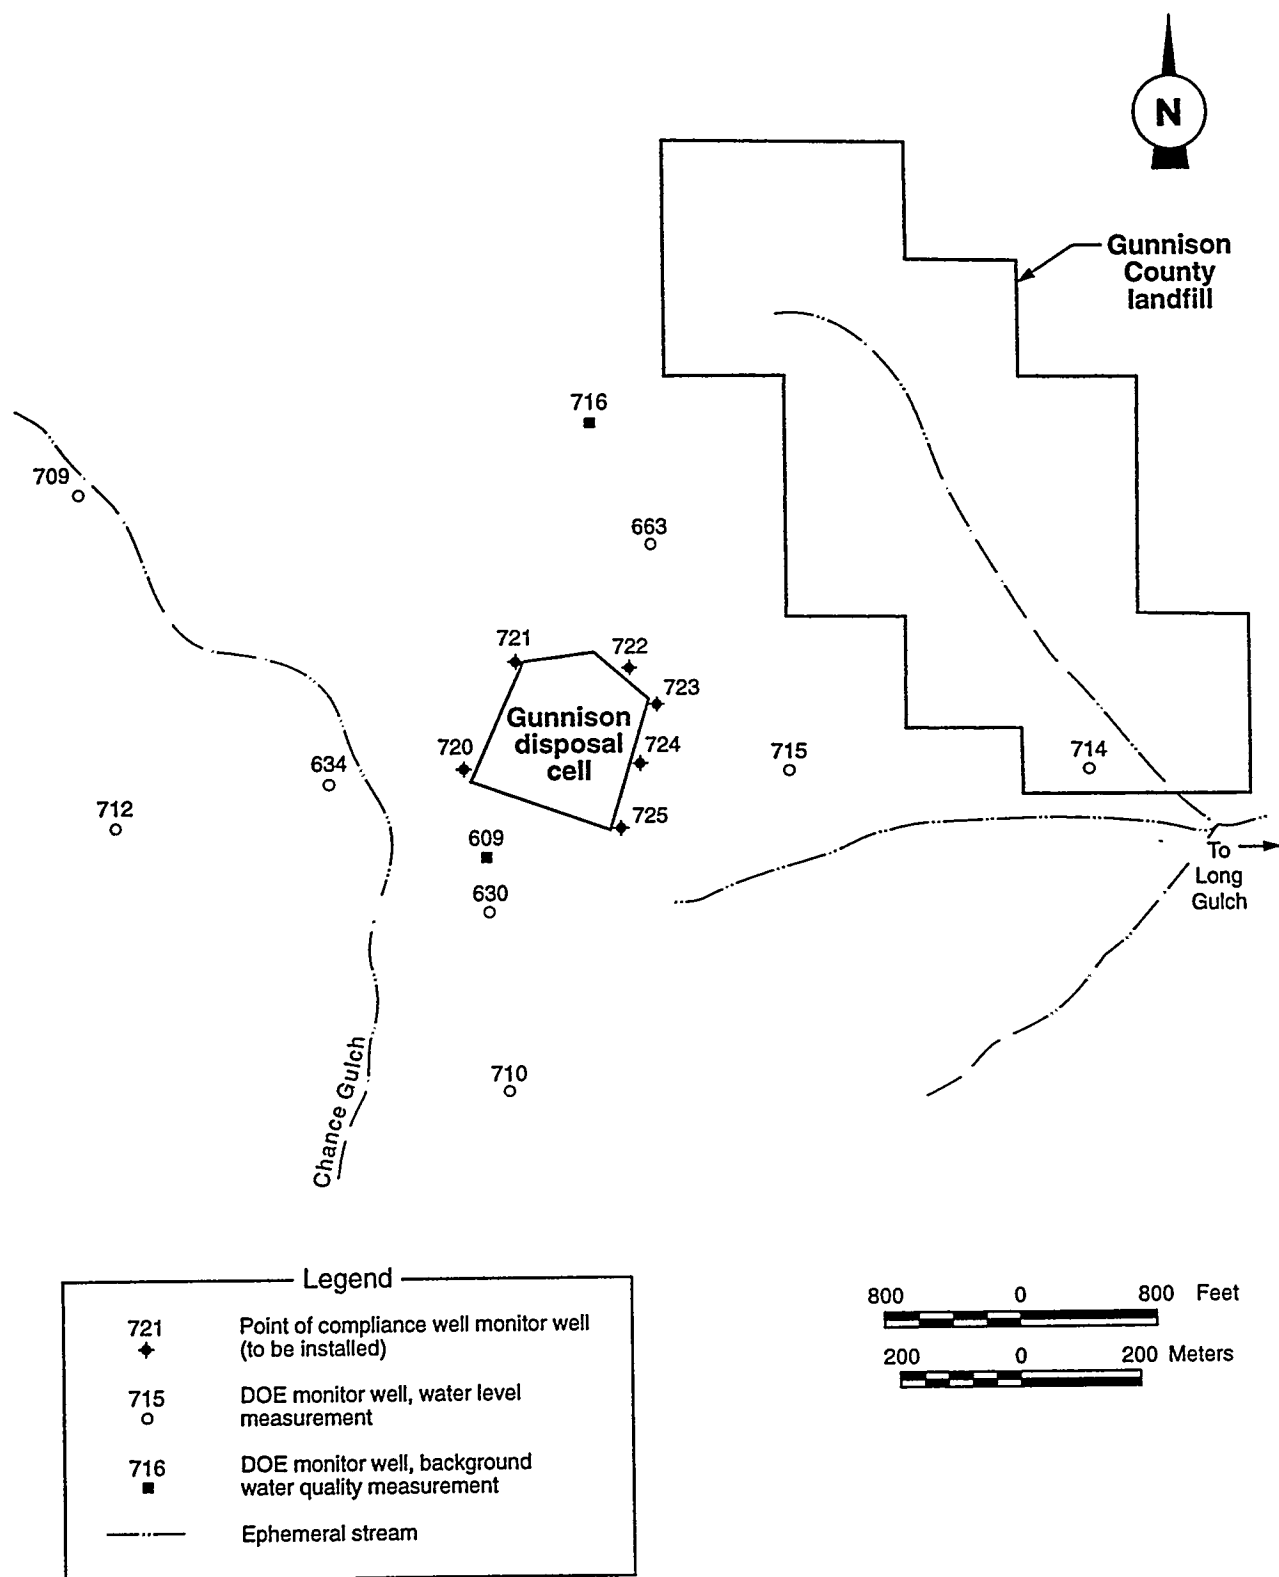 N
Gunnison
County
landfill
716
709
663
721
722
723
Gunnison
disposal
cell
720
724
634
715
714
712
725
609
To
Long
Gulch
630
710
Chance Gulch
Legend
721
Point of compliance well monitor well
(to be installed)
715
DOE monitor well, water level
measurement
716
DOE monitor well, background
water quality measurement
Ephemeral stream
800 0 800 Feet
200 0 200 Meters